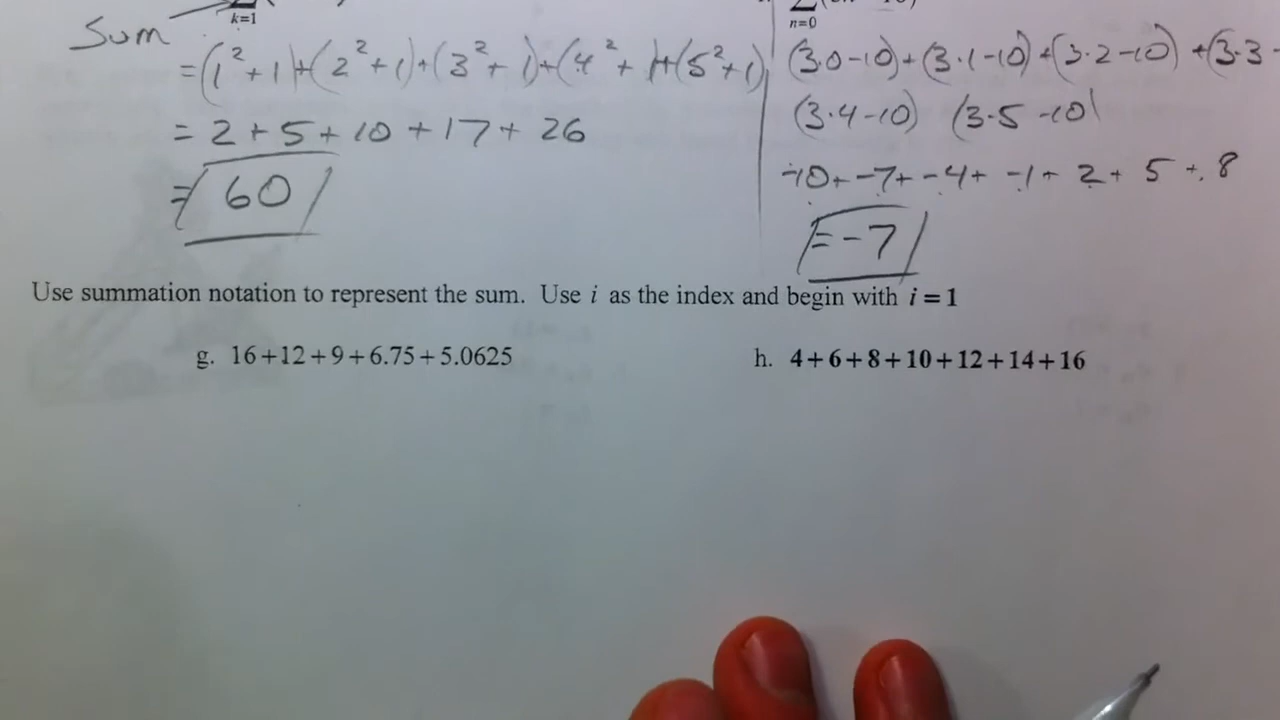 k=1
n=0
Sum
= (1² + 1) + (2² + 1) + (3² + 1) + (4² + 1) + (5² + 1)
(3·0 - 10) + (3·1 - 10) + (3·2 - 10) + (3·3 -
= 2 + 5 + 10 + 17 + 26
(3·4 - 10) (3·5 - 10)
-10 + -7 + -4 + -1 + 2 + 5 + 8
= 60
= -7
Use summation notation to represent the sum. Use i as the index and begin with i = 1
g. 16+12+9+6.75+5.0625
h. 4+6+8+10+12+14+16